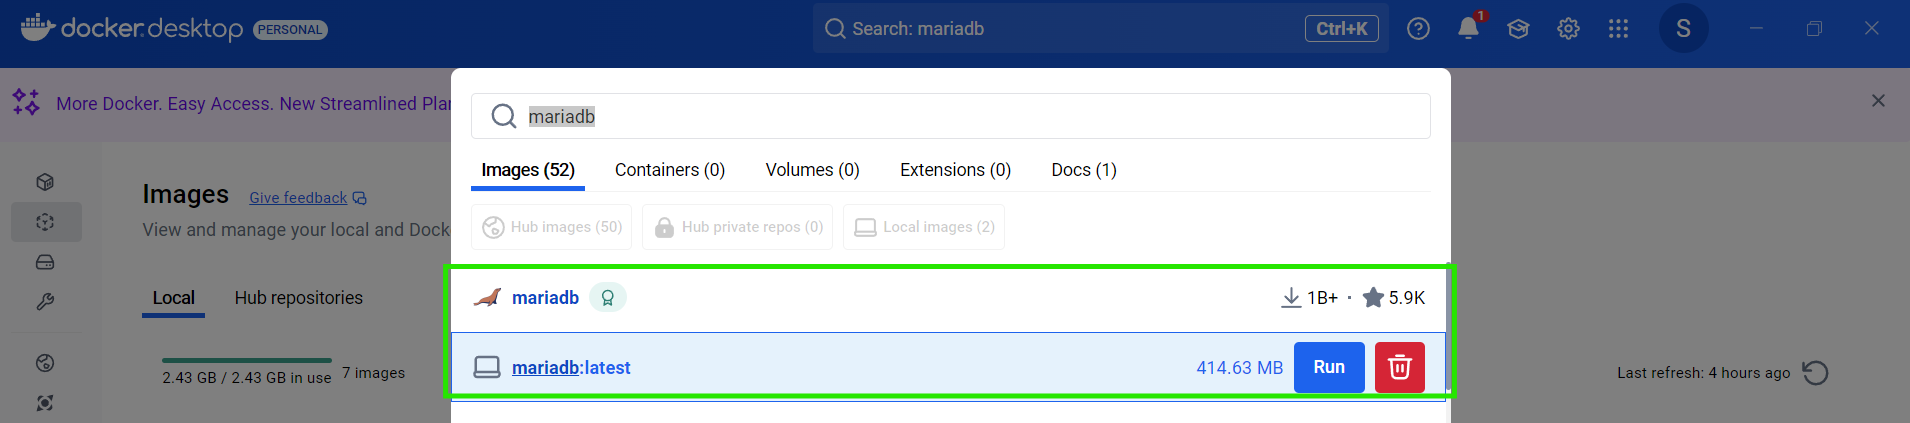 docker.desktop PERSONAL Search: mariadb Ctrl+K 1 S
More Docker. Easy Access. New Streamlined Plar
mariadb
Images (52) Containers (0) Volumes (0) Extensions (0) Docs (1)
Images Give feedback
View and manage your local and Dock
Hub images (50) Hub private repos (0) Local images (2)
Local Hub repositories
mariadb 1B+ · 5.9K
mariadb:latest 414.63 MB Run
2.43 GB / 2.43 GB in use 7 images
Last refresh: 4 hours ago